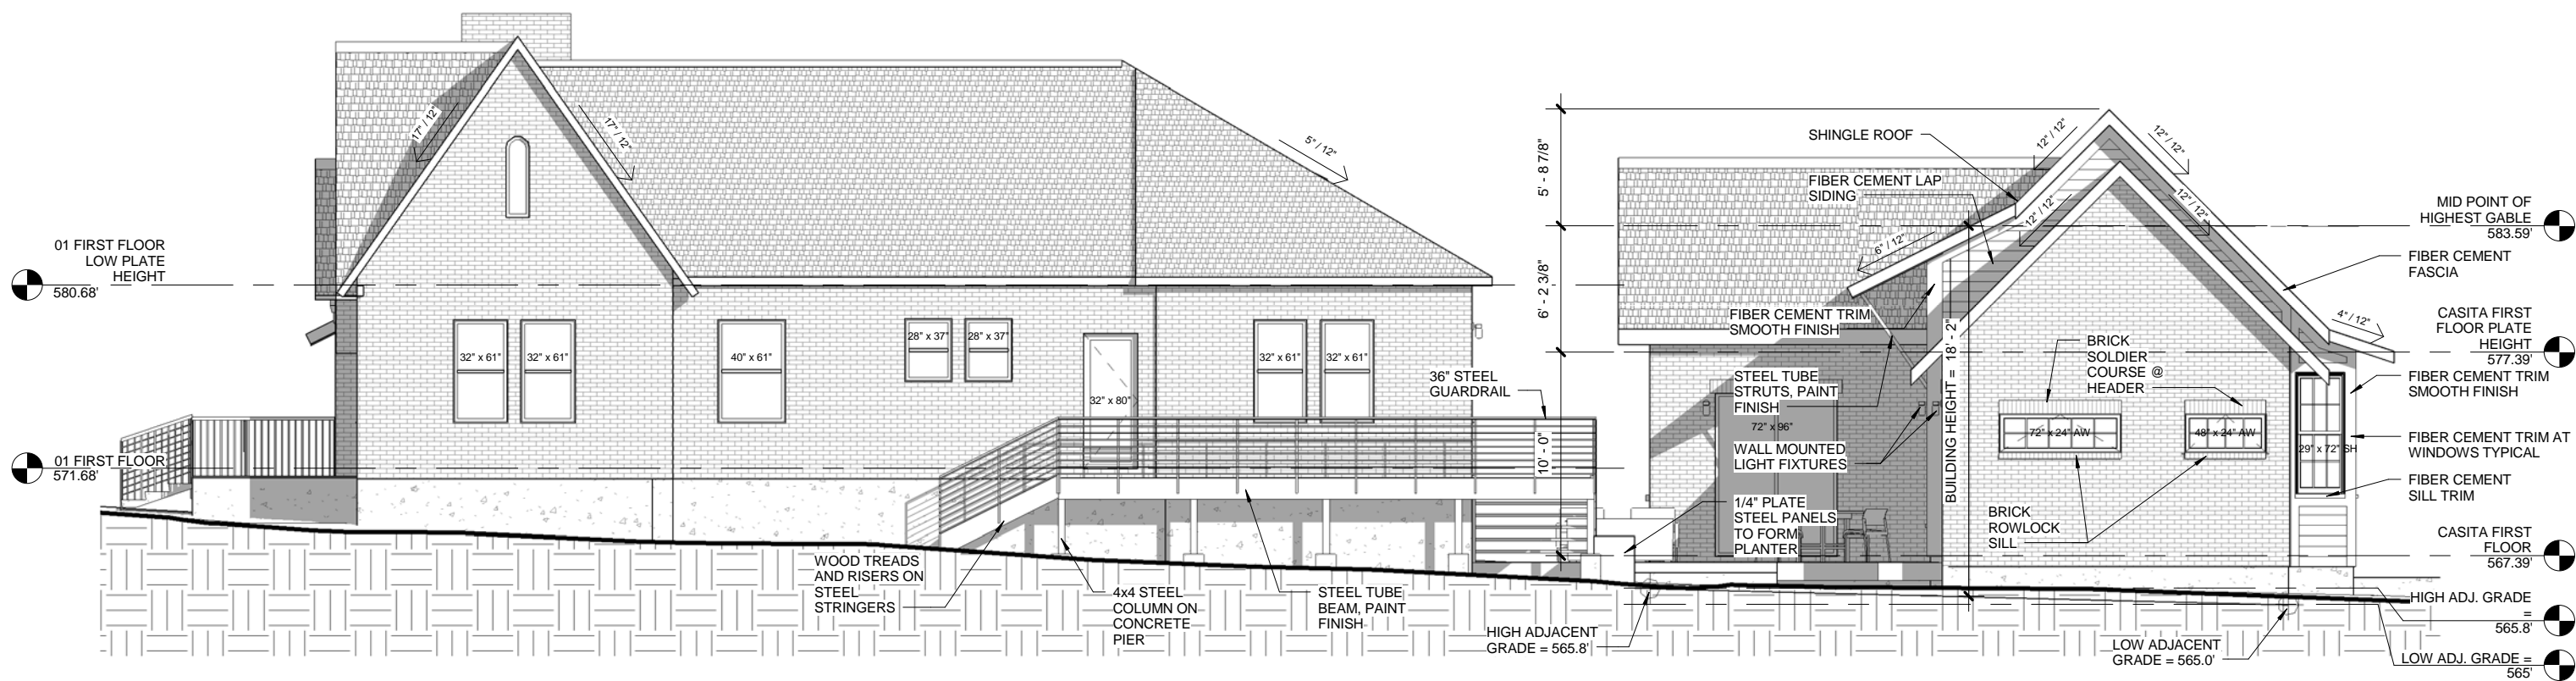 01 FIRST FLOOR
LOW PLATE
HEIGHT
580.68'
01 FIRST FLOOR
571.68'
17" / 12"
17" / 12"
5" / 12"
32" x 61"
32" x 61"
40" x 61"
28" x 37"
28" x 37"
32" x 80"
32" x 61"
32" x 61"
36" STEEL
GUARDRAIL
WOOD TREADS
AND RISERS ON
STEEL
STRINGERS
4x4 STEEL
COLUMN ON
CONCRETE
PIER
STEEL TUBE
BEAM, PAINT
FINISH
5' - 8 7/8"
6' - 2 3/8"
10' - 0"
SHINGLE ROOF
FIBER CEMENT LAP
SIDING
12" / 12"
12" / 12"
12" / 12"
12" / 12"
6" / 12"
4" / 12"
FIBER CEMENT TRIM
SMOOTH FINISH
STEEL TUBE
STRUTS, PAINT
FINISH
72" x 96"
WALL MOUNTED
LIGHT FIXTURES
1/4" PLATE
STEEL PANELS
TO FORM
PLANTER
BUILDING HEIGHT = 18' - 2"
BRICK
SOLDIER
COURSE @
HEADER
72" x 24" AW
48" x 24" AW
29" x 72" SH
BRICK
ROWLOCK
SILL
HIGH ADJACENT
GRADE = 565.8'
LOW ADJACENT
GRADE = 565.0'
MID POINT OF
HIGHEST GABLE
583.59'
FIBER CEMENT
FASCIA
CASITA FIRST
FLOOR PLATE
HEIGHT
577.39'
FIBER CEMENT TRIM
SMOOTH FINISH
FIBER CEMENT TRIM AT
WINDOWS TYPICAL
FIBER CEMENT
SILL TRIM
CASITA FIRST
FLOOR
567.39'
HIGH ADJ. GRADE
=
565.8'
LOW ADJ. GRADE =
565'